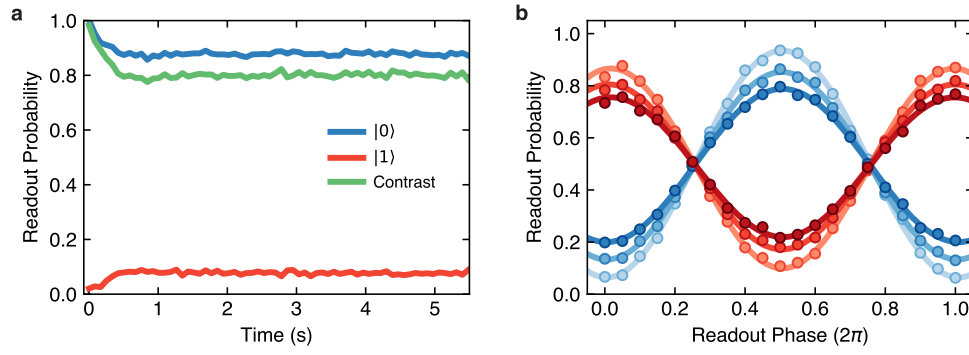 a
Readout Probability
1.0
0.8
0.6
0.4
0.2
0.0
|0⟩
|1⟩
Contrast
0 1 2 3 4 5
Time (s)
b
Readout Probability
1.0
0.8
0.6
0.4
0.2
0.0
0.0 0.2 0.4 0.6 0.8 1.0
Readout Phase (2π)